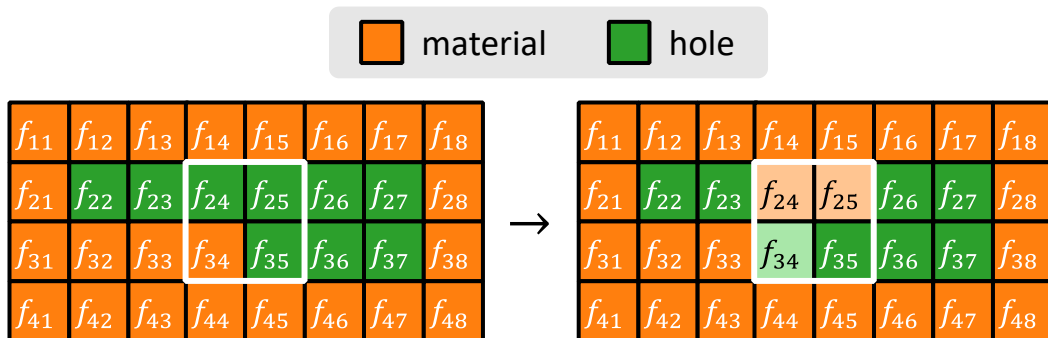 material hole
f11 f12 f13 f14 f15 f16 f17 f18 f11 f12 f13 f14 f15 f16 f17 f18
f21 f22 f23 f24 f25 f26 f27 f28 → f21 f22 f23 f24 f25 f26 f27 f28
f31 f32 f33 f34 f35 f36 f37 f38 f31 f32 f33 f34 f35 f36 f37 f38
f41 f42 f43 f44 f45 f46 f47 f48 f41 f42 f43 f44 f45 f46 f47 f48